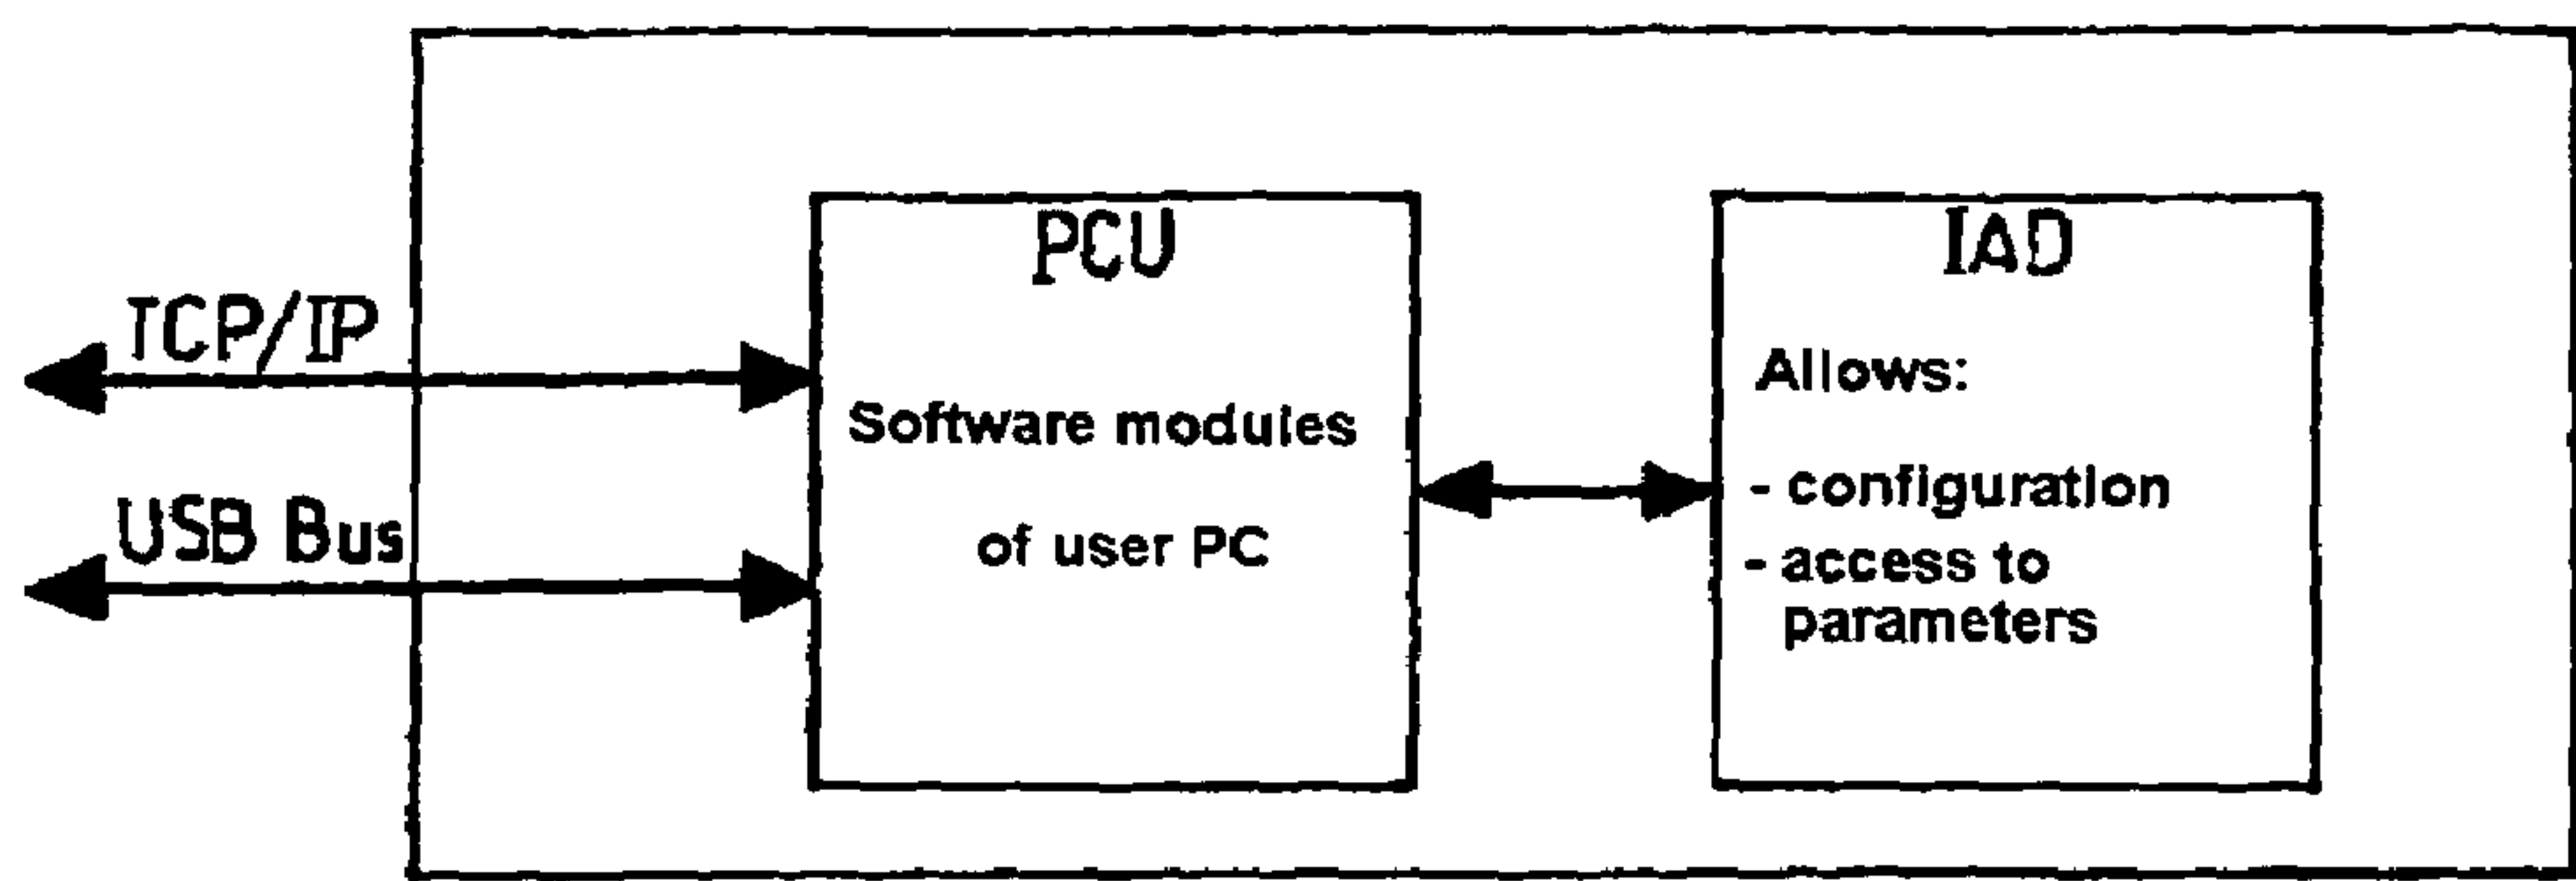 TCP/IP
USB Bus
PCU
Software modules
of user PC
IAD
Allows:
- configuration
- access to
parameters